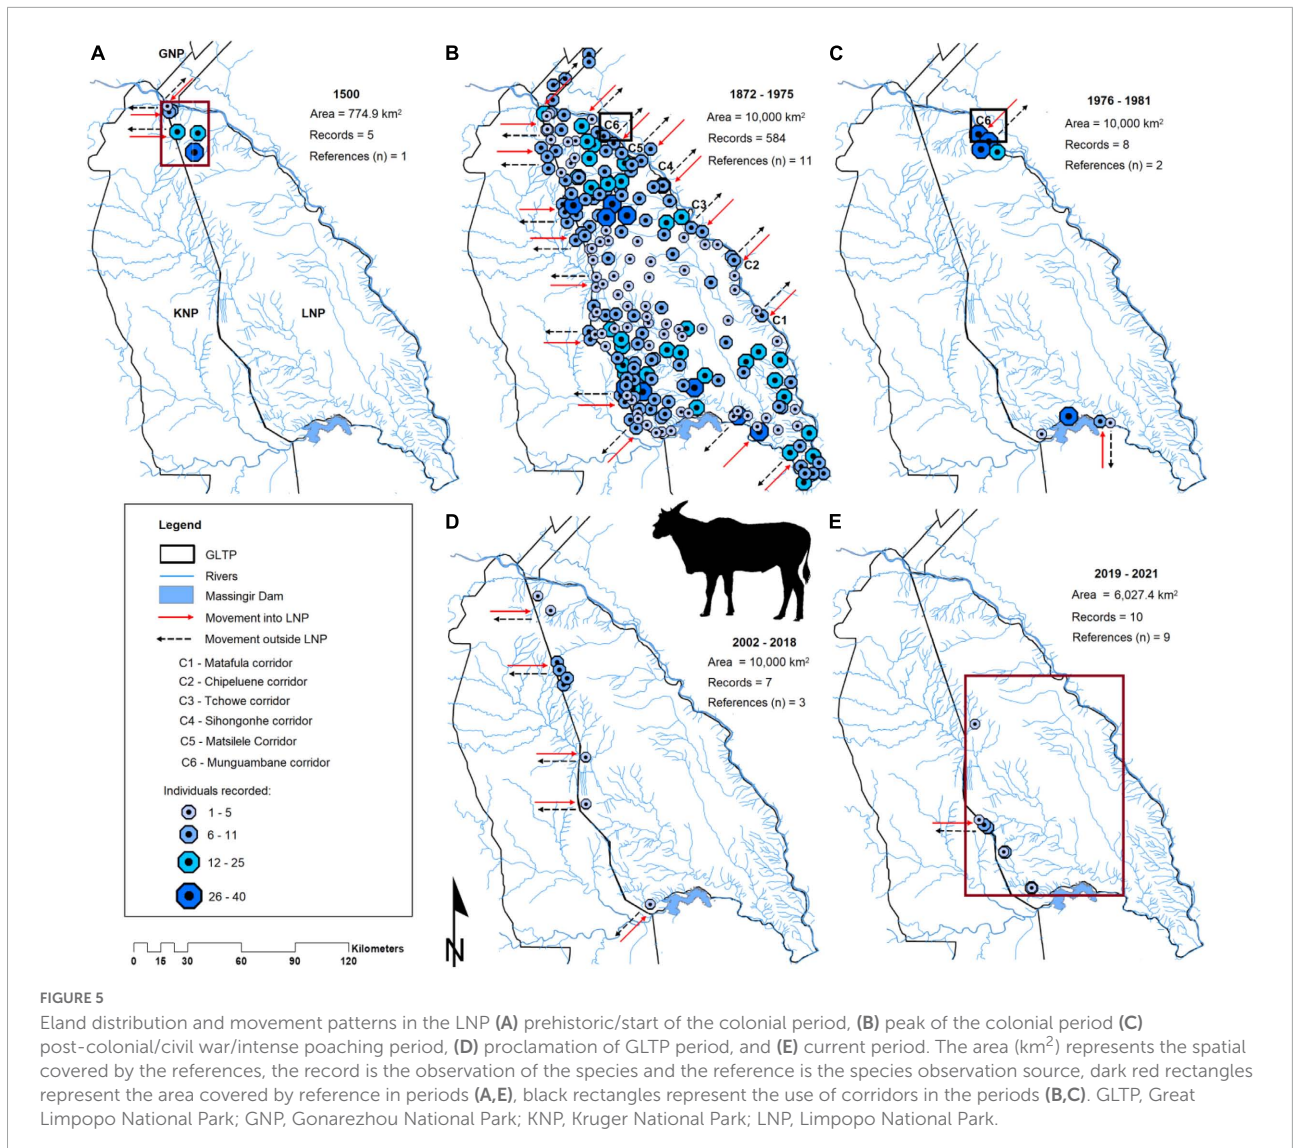 A
GNP
1500
Area = 774.9 km²
Records = 5
References (n) = 1
KNP
LNP
B
1872 - 1975
Area = 10,000 km²
Records = 584
References (n) = 11
C6
C5
C4
C3
C2
C1
C
1976 - 1981
Area = 10,000 km²
Records = 8
References (n) = 2
C6
Legend
GLTP
Rivers
Massingir Dam
Movement into LNP
Movement outside LNP
C1 - Matafula corridor
C2 - Chipeluene corridor
C3 - Tchowe corridor
C4 - Sihongonhe corridor
C5 - Matsilele Corridor
C6 - Munguambane corridor
Individuals recorded:
1 - 5
6 - 11
12 - 25
26 - 40
Kilometers
0 15 30 60 90 120
D
2002 - 2018
Area = 10,000 km²
Records = 7
References (n) = 3
N
E
2019 - 2021
Area = 6,027.4 km²
Records = 10
References (n) = 9
FIGURE 5
Eland distribution and movement patterns in the LNP (A) prehistoric/start of the colonial period, (B) peak of the colonial period (C)
post-colonial/civil war/intense poaching period, (D) proclamation of GLTP period, and (E) current period. The area (km²) represents the spatial
covered by the references, the record is the observation of the species and the reference is the species observation source, dark red rectangles
represent the area covered by reference in periods (A,E), black rectangles represent the use of corridors in the periods (B,C). GLTP, Great
Limpopo National Park; GNP, Gonarezhou National Park; KNP, Kruger National Park; LNP, Limpopo National Park.